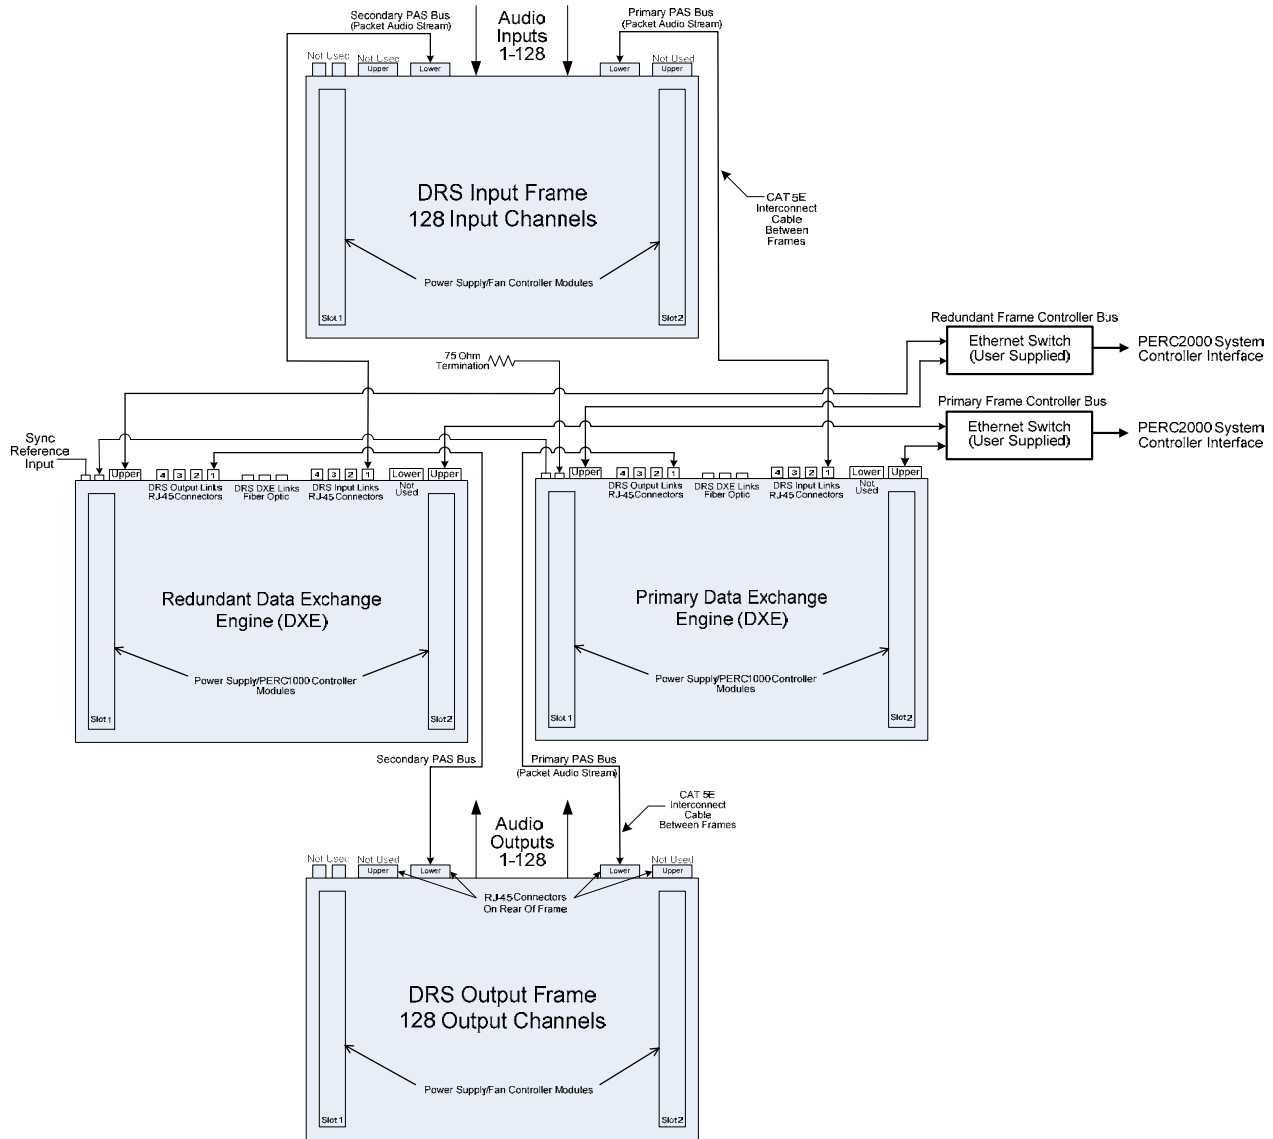 Secondary PAS Bus
(Packet Audio Stream)
Audio
Inputs
1-128
Primary PAS Bus
(Packet Audio Stream)
Not Used
Not Used
Upper
Lower
Lower
Not Used
Upper
DRS Input Frame
128 Input Channels
CAT 5E
Interconnect
Cable
Between
Frames
Power Supply/Fan Controller Modules
Slot 1
Slot 2
75 Ohm
Termination
Redundant Frame Controller Bus
Ethernet Switch
(User Supplied)
PERC2000 System
Controller Interface
Primary Frame Controller Bus
Ethernet Switch
(User Supplied)
PERC2000 System
Controller Interface
Sync
Reference
Input
Upper
4 3 2 1
DRS Output Links
RJ-45 Connectors
DRS DXE Links
Fiber Optic
4 3 2 1
DRS Input Links
RJ-45 Connectors
Lower
Not
Used
Upper
Upper
4 3 2 1
DRS Output Links
RJ-45 Connectors
DRS DXE Links
Fiber Optic
4 3 2 1
DRS Input Links
RJ-45 Connectors
Lower
Not
Used
Upper
Redundant Data Exchange
Engine (DXE)
Power Supply/PERC1000 Controller
Modules
Slot 1
Slot 2
Primary Data Exchange
Engine (DXE)
Power Supply/PERC1000 Controller
Modules
Slot 1
Slot 2
Secondary PAS Bus
Primary PAS Bus
(Packet Audio Stream)
Audio
Outputs
1-128
CAT 5E
Interconnect
Cable
Between Frames
Not Used
Not Used
Upper
Lower
Lower
Not Used
Upper
RJ-45 Connectors
On Rear Of Frame
DRS Output Frame
128 Output Channels
Power Supply/Fan Controller Modules
Slot 1
Slot 2